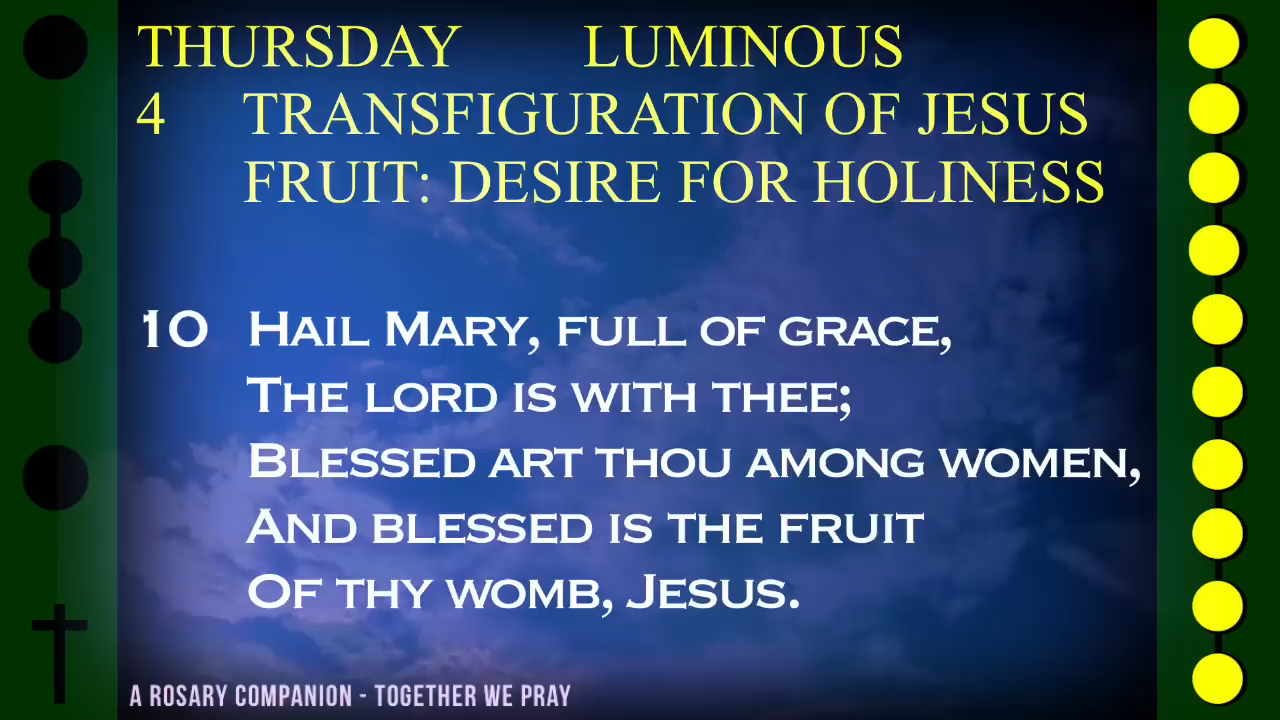 THURSDAY LUMINOUS
4 TRANSFIGURATION OF JESUS
FRUIT: DESIRE FOR HOLINESS
10 HAIL MARY, FULL OF GRACE,
THE LORD IS WITH THEE;
BLESSED ART THOU AMONG WOMEN,
AND BLESSED IS THE FRUIT
OF THY WOMB, JESUS.
A ROSARY COMPANION - TOGETHER WE PRAY